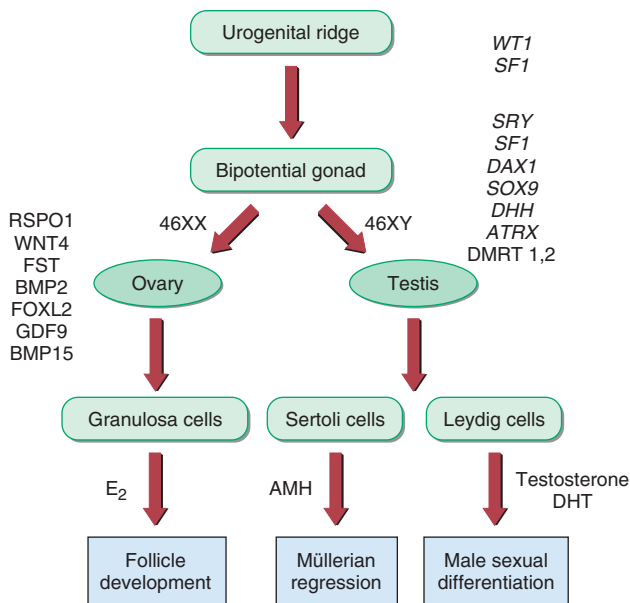 Urogenital ridge
WT1
SF1
Bipotential gonad
SRY
SF1
DAX1
SOX9
DHH
ATRX
DMRT 1,2
46XX
46XY
RSPO1
WNT4
FST
BMP2
FOXL2
GDF9
BMP15
Ovary
Testis
Granulosa cells
Sertoli cells
Leydig cells
E₂
AMH
Testosterone
DHT
Follicle
development
Müllerian
regression
Male sexual
differentiation